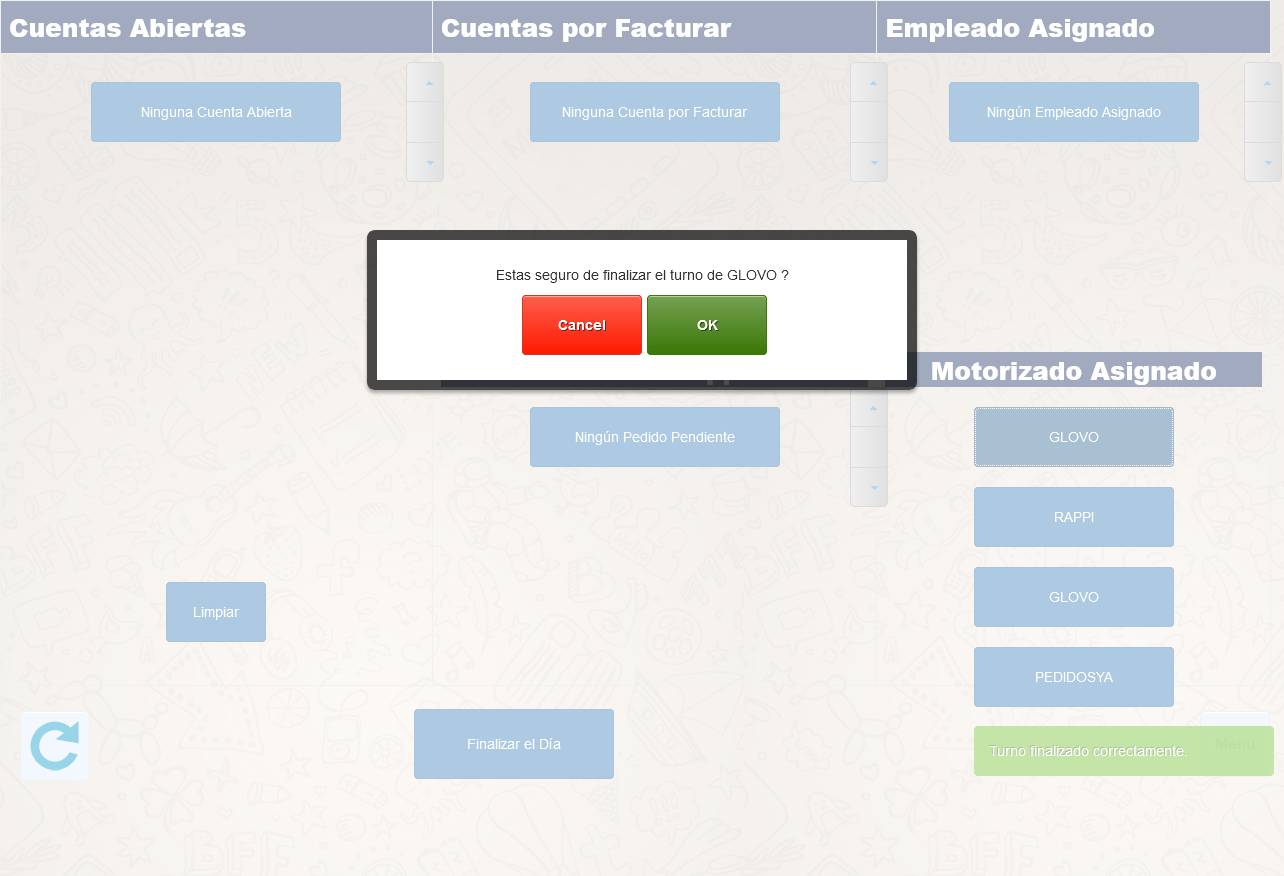 Cuentas Abiertas
Cuentas por Facturar
Empleado Asignado
Ninguna Cuenta Abierta
Ninguna Cuenta por Facturar
Ningún Empleado Asignado
Estas seguro de finalizar el turno de GLOVO ?
Cancel
OK
Motorizado Asignado
Ningún Pedido Pendiente
GLOVO
RAPPI
GLOVO
Limpiar
PEDIDOSYA
Finalizar el Día
Menú
Turno finalizado correctamente.